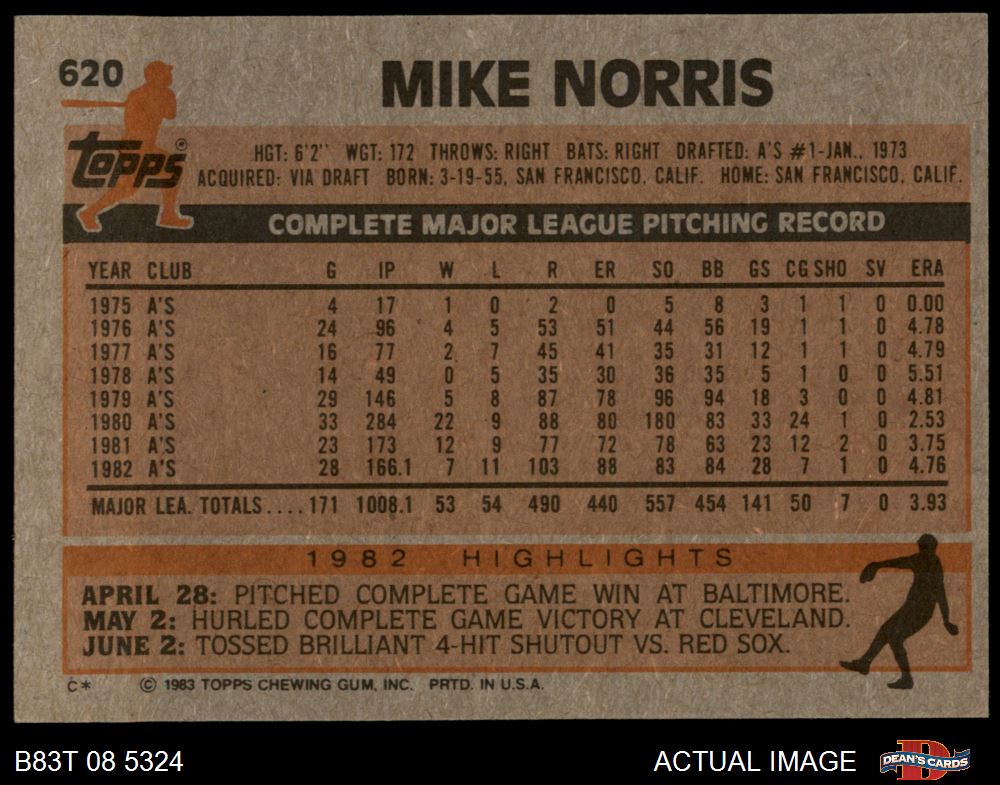 620
MIKE NORRIS
TOPPS®
HGT: 6'2" WGT: 172 THROWS: RIGHT BATS: RIGHT DRAFTED: A'S #1-JAN., 1973
ACQUIRED: VIA DRAFT BORN: 3-19-55, SAN FRANCISCO, CALIF. HOME: SAN FRANCISCO, CALIF.
COMPLETE MAJOR LEAGUE PITCHING RECORD
YEAR CLUB G IP W L R ER SO BB GS CG SHO SV ERA
1975 A'S 4 17 1 0 2 0 5 8 3 1 1 0 0.00
1976 A'S 24 96 4 5 53 51 44 56 19 1 1 0 4.78
1977 A'S 16 77 2 7 45 41 35 31 12 1 1 0 4.79
1978 A'S 14 49 0 5 35 30 36 35 5 1 0 0 5.51
1979 A'S 29 146 5 8 87 78 96 94 18 3 0 0 4.81
1980 A'S 33 284 22 9 88 80 180 83 33 24 1 0 2.53
1981 A'S 23 173 12 9 77 72 78 63 23 12 2 0 3.75
1982 A'S 28 166.1 7 11 103 88 83 84 28 7 1 0 4.76
MAJOR LEA. TOTALS.... 171 1008.1 53 54 490 440 557 454 141 50 7 0 3.93
1982 HIGHLIGHTS
APRIL 28: PITCHED COMPLETE GAME WIN AT BALTIMORE.
MAY 2: HURLED COMPLETE GAME VICTORY AT CLEVELAND.
JUNE 2: TOSSED BRILLIANT 4-HIT SHUTOUT VS. RED SOX.
C* © 1983 TOPPS CHEWING GUM, INC. PRTD. IN U.S.A.
B83T 08 5324 ACTUAL IMAGE D DEAN'S CARDS